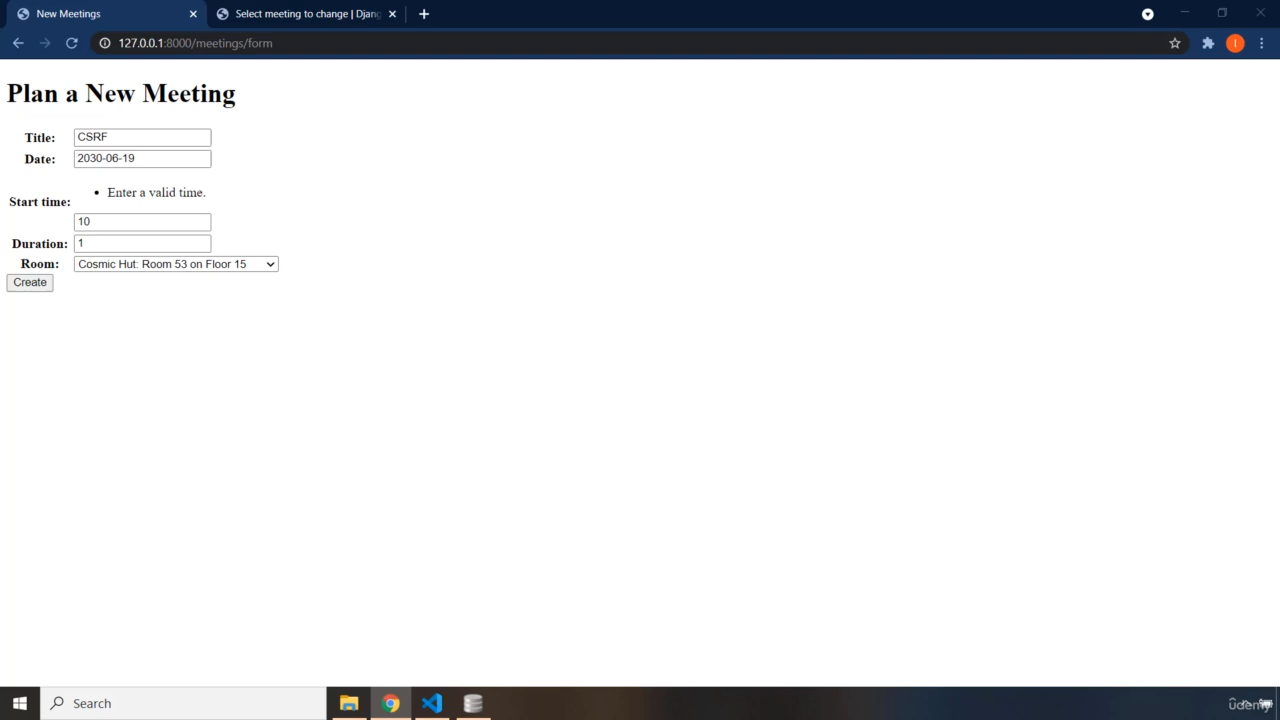 New Meetings
Select meeting to change | Djang
127.0.0.1:8000/meetings/form
I
Plan a New Meeting
Title: CSRF
Date: 2030-06-19
• Enter a valid time.
Start time:
10
Duration: 1
Room: Cosmic Hut: Room 53 on Floor 15
Create
Search
udemy